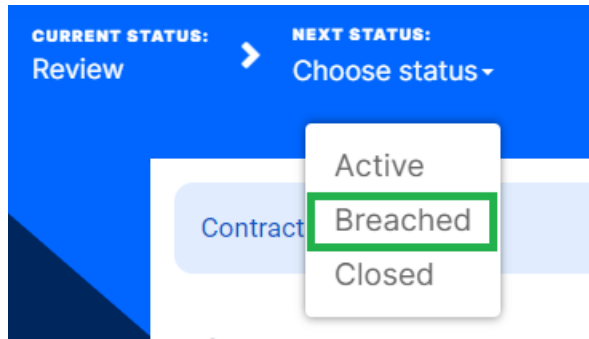 CURRENT STATUS:
Review
NEXT STATUS:
Choose status
Active
Breached
Closed
Contract